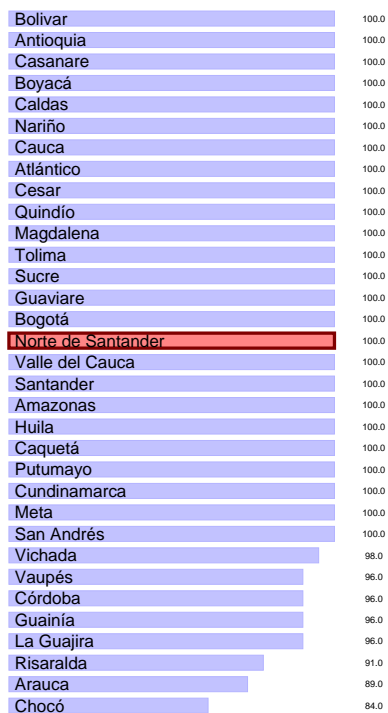 Bolivar 100.0
Antioquia 100.0
Casanare 100.0
Boyacá 100.0
Caldas 100.0
Nariño 100.0
Cauca 100.0
Atlántico 100.0
Cesar 100.0
Quindío 100.0
Magdalena 100.0
Tolima 100.0
Sucre 100.0
Guaviare 100.0
Bogotá 100.0
Norte de Santander 100.0
Valle del Cauca 100.0
Santander 100.0
Amazonas 100.0
Huila 100.0
Caquetá 100.0
Putumayo 100.0
Cundinamarca 100.0
Meta 100.0
San Andrés 100.0
Vichada 98.0
Vaupés 96.0
Córdoba 96.0
Guainía 96.0
La Guajira 96.0
Risaralda 91.0
Arauca 89.0
Chocó 84.0